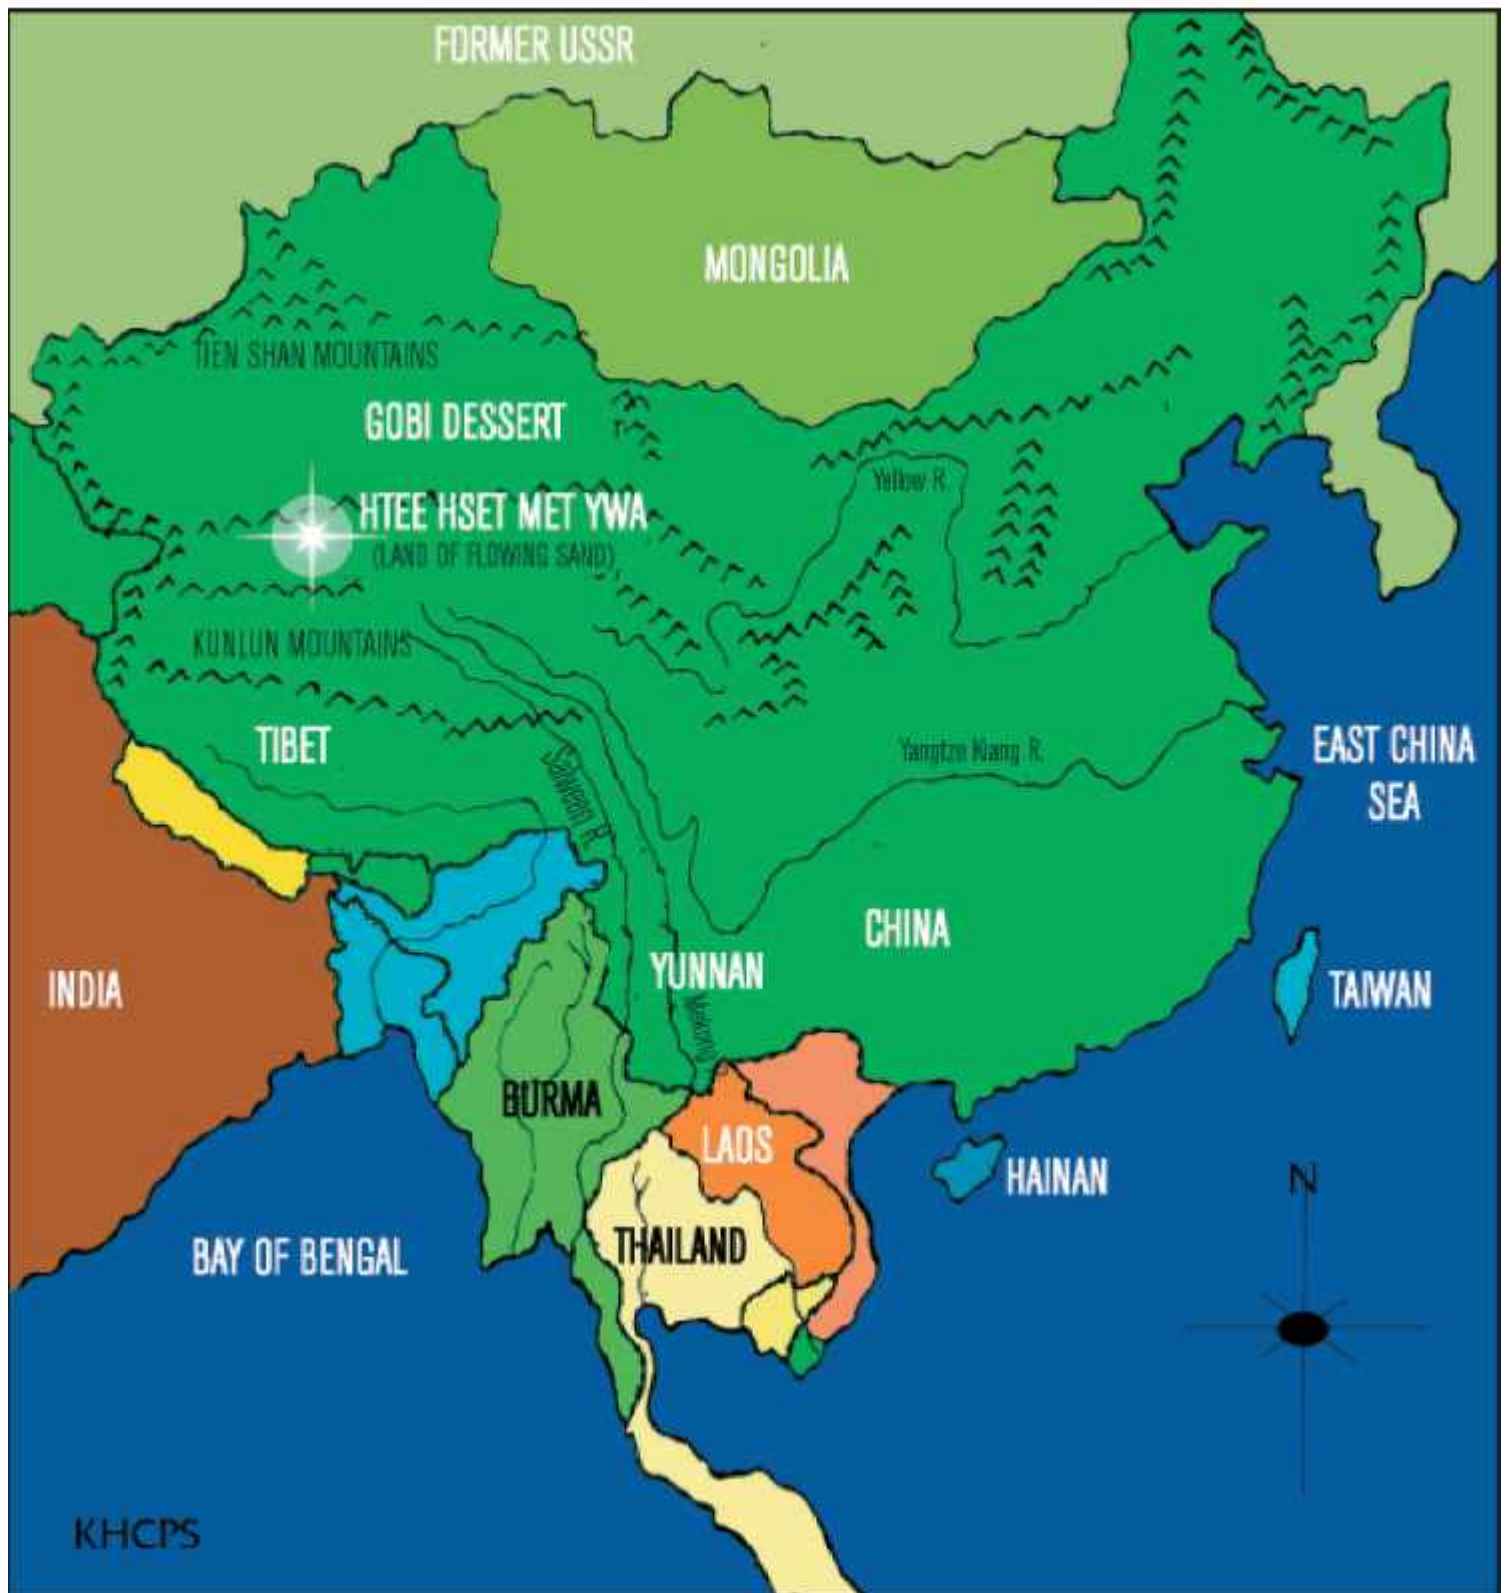 FORMER USSR
MONGOLIA
TIEN SHAN MOUNTAINS
GOBI DESSERT
Yellow R.
HTEE HSET MET YWA
(LAND OF FLOWING SAND)
KUNLUN MOUNTAINS
TIBET
Salween R.
Yangtze Kiang R.
EAST CHINA
SEA
CHINA
YUNNAN
INDIA
TAIWAN
Mekong
BURMA
LAOS
HAINAN
N
THAILAND
BAY OF BENGAL
KHCPS